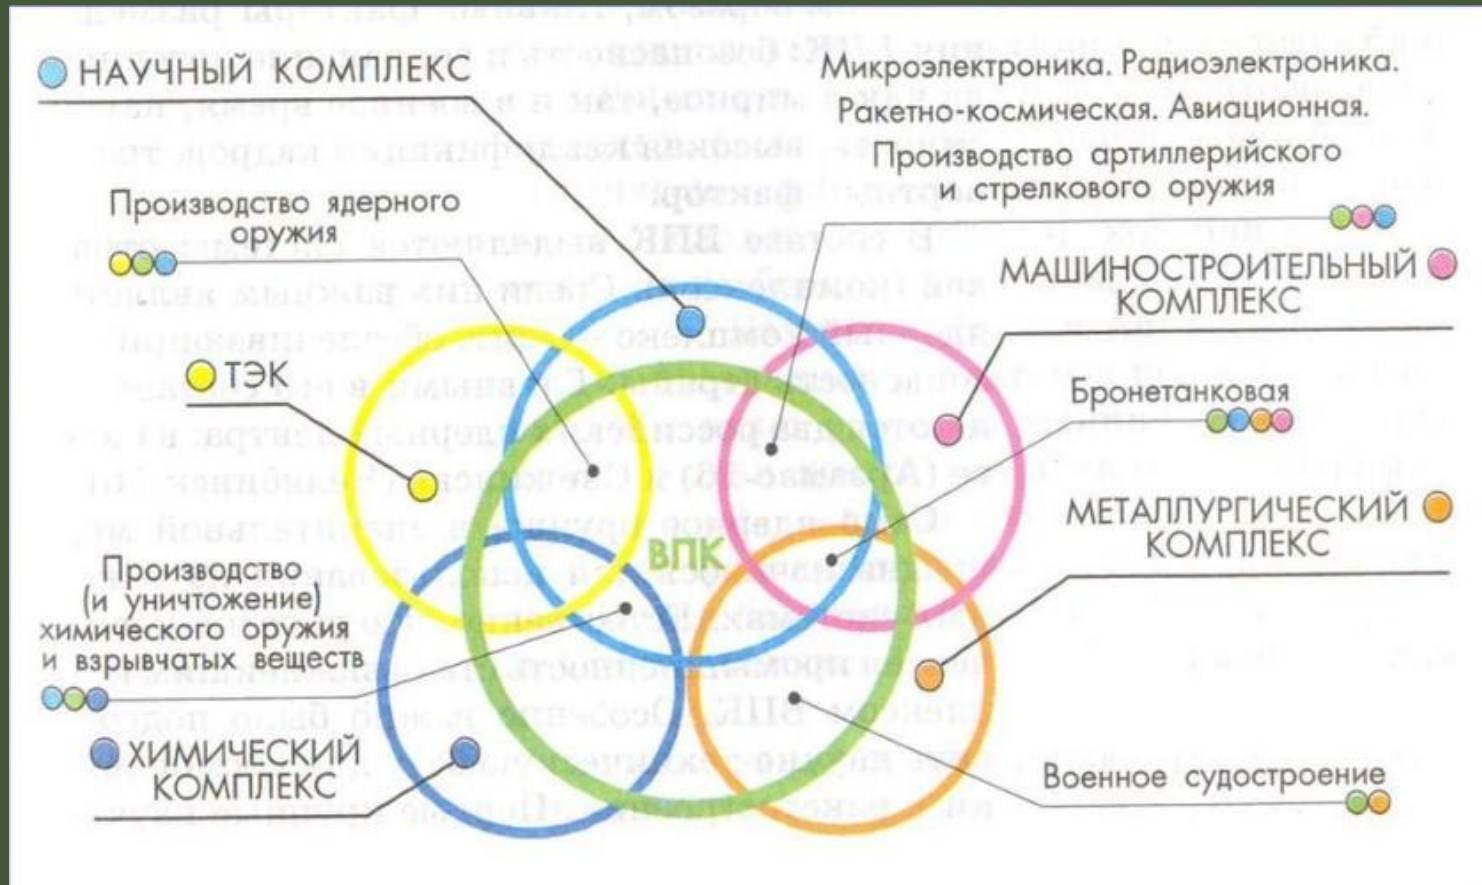 НАУЧНЫЙ КОМПЛЕКС
Микроэлектроника. Радиоэлектроника.
Ракетно-космическая. Авиационная.
Производство артиллерийского
и стрелкового оружия
Производство ядерного
оружия
МАШИНОСТРОИТЕЛЬНЫЙ
КОМПЛЕКС
ТЭК
Бронетанковая
МЕТАЛЛУРГИЧЕСКИЙ
КОМПЛЕКС
ВПК
Производство
(и уничтожение)
химического оружия
и взрывчатых веществ
ХИМИЧЕСКИЙ
КОМПЛЕКС
Военное судостроение